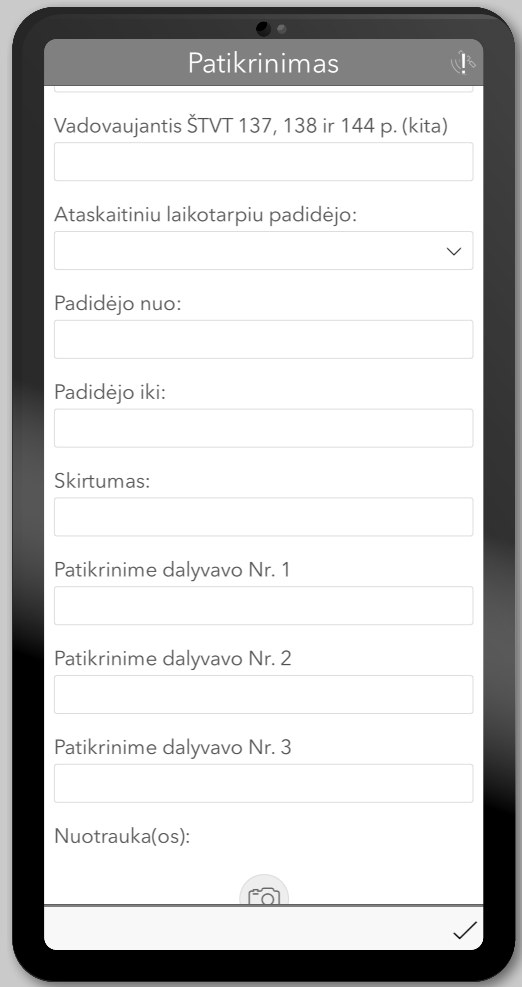 Patikrinimas
Vadovaujantis ŠTVT 137, 138 ir 144 p. (kita)
Ataskaitiniu laikotarpiu padidėjo:
Padidėjo nuo:
Padidėjo iki:
Skirtumas:
Patikrinime dalyvavo Nr. 1
Patikrinime dalyvavo Nr. 2
Patikrinime dalyvavo Nr. 3
Nuotrauka(os):